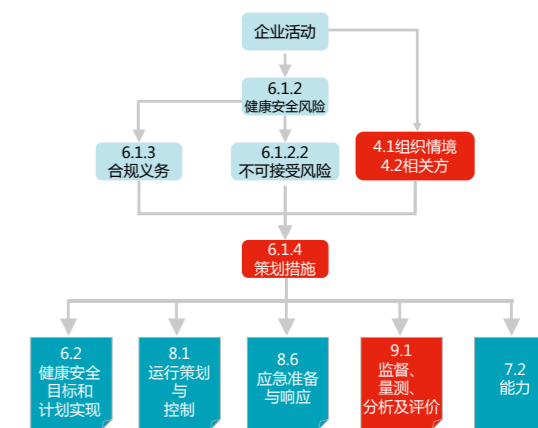 企业活动
6.1.2
健康安全风险
6.1.3
合规义务
6.1.2.2
不可接受风险
4.1组织情境
4.2相关方
6.1.4
策划措施
6.2
健康安全
目标和
计划实现
8.1
运行策划
与
控制
8.6
应急准备
与响应
9.1
监督、
量测、
分析及评价
7.2
能力